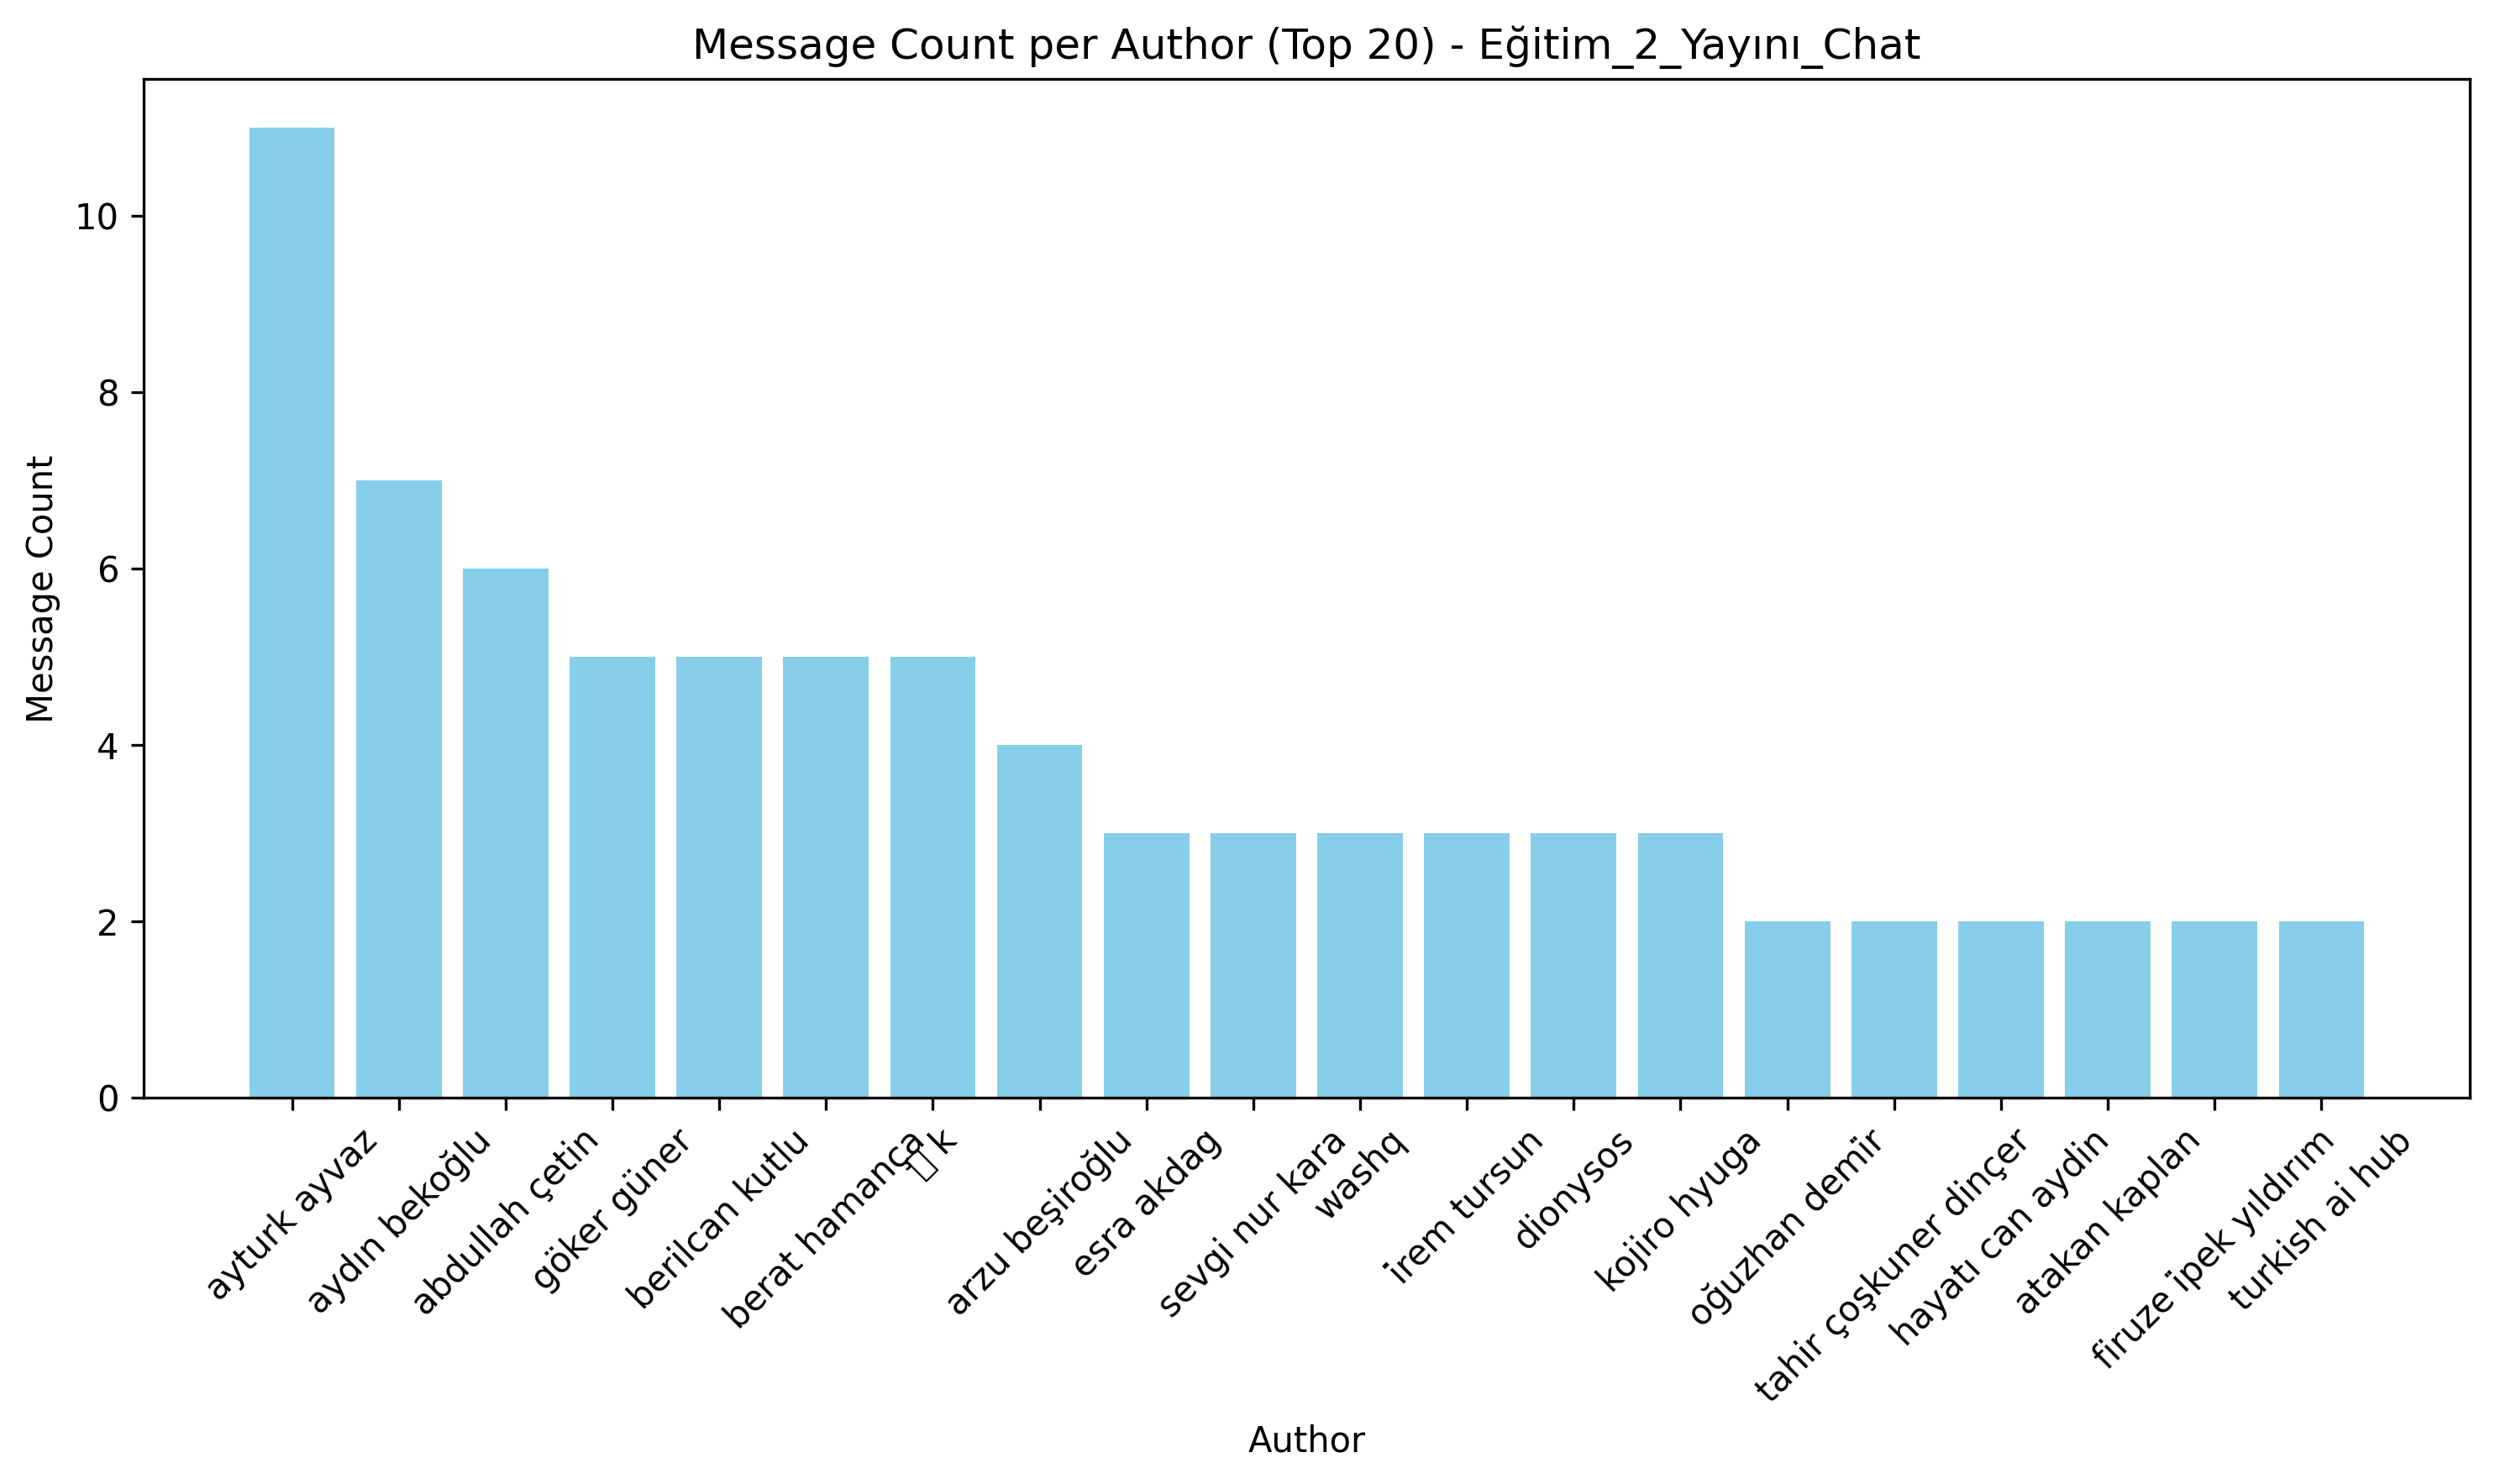 Message Count per Author (Top 20) - Eğitim_2_Yayını_Chat
Message Count
10
8
6
4
2
0
ayturk ayvaz
aydın bekoğlu
abdullah çetin
göker güner
berilcan kutlu
berat hamança
k
arzu beşiroğlu
esra akdag
sevgi nur kara
washq
i̇rem tursun
dionysos
kojiro hyuga
oğuzhan demi̇r
tahir çoşkuner dinçer
hayatı can aydin
atakan kaplan
firuze i̇pek yıldırım
turkish ai hub
Author